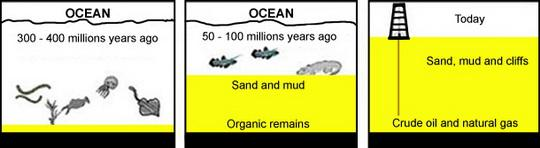 OCEAN
300 - 400 millions years ago
OCEAN
50 - 100 millions years ago
Sand and mud
Organic remains
Today
Sand, mud and cliffs
Crude oil and natural gas